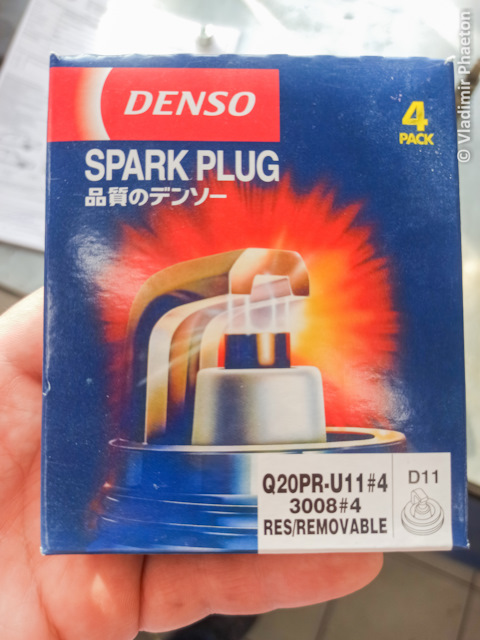 DENSO
4
PACK
SPARK PLUG
品質のデンソー
Q20PR-U11#4
3008#4
RES/REMOVABLE
D11
© Vladimir Phaeton